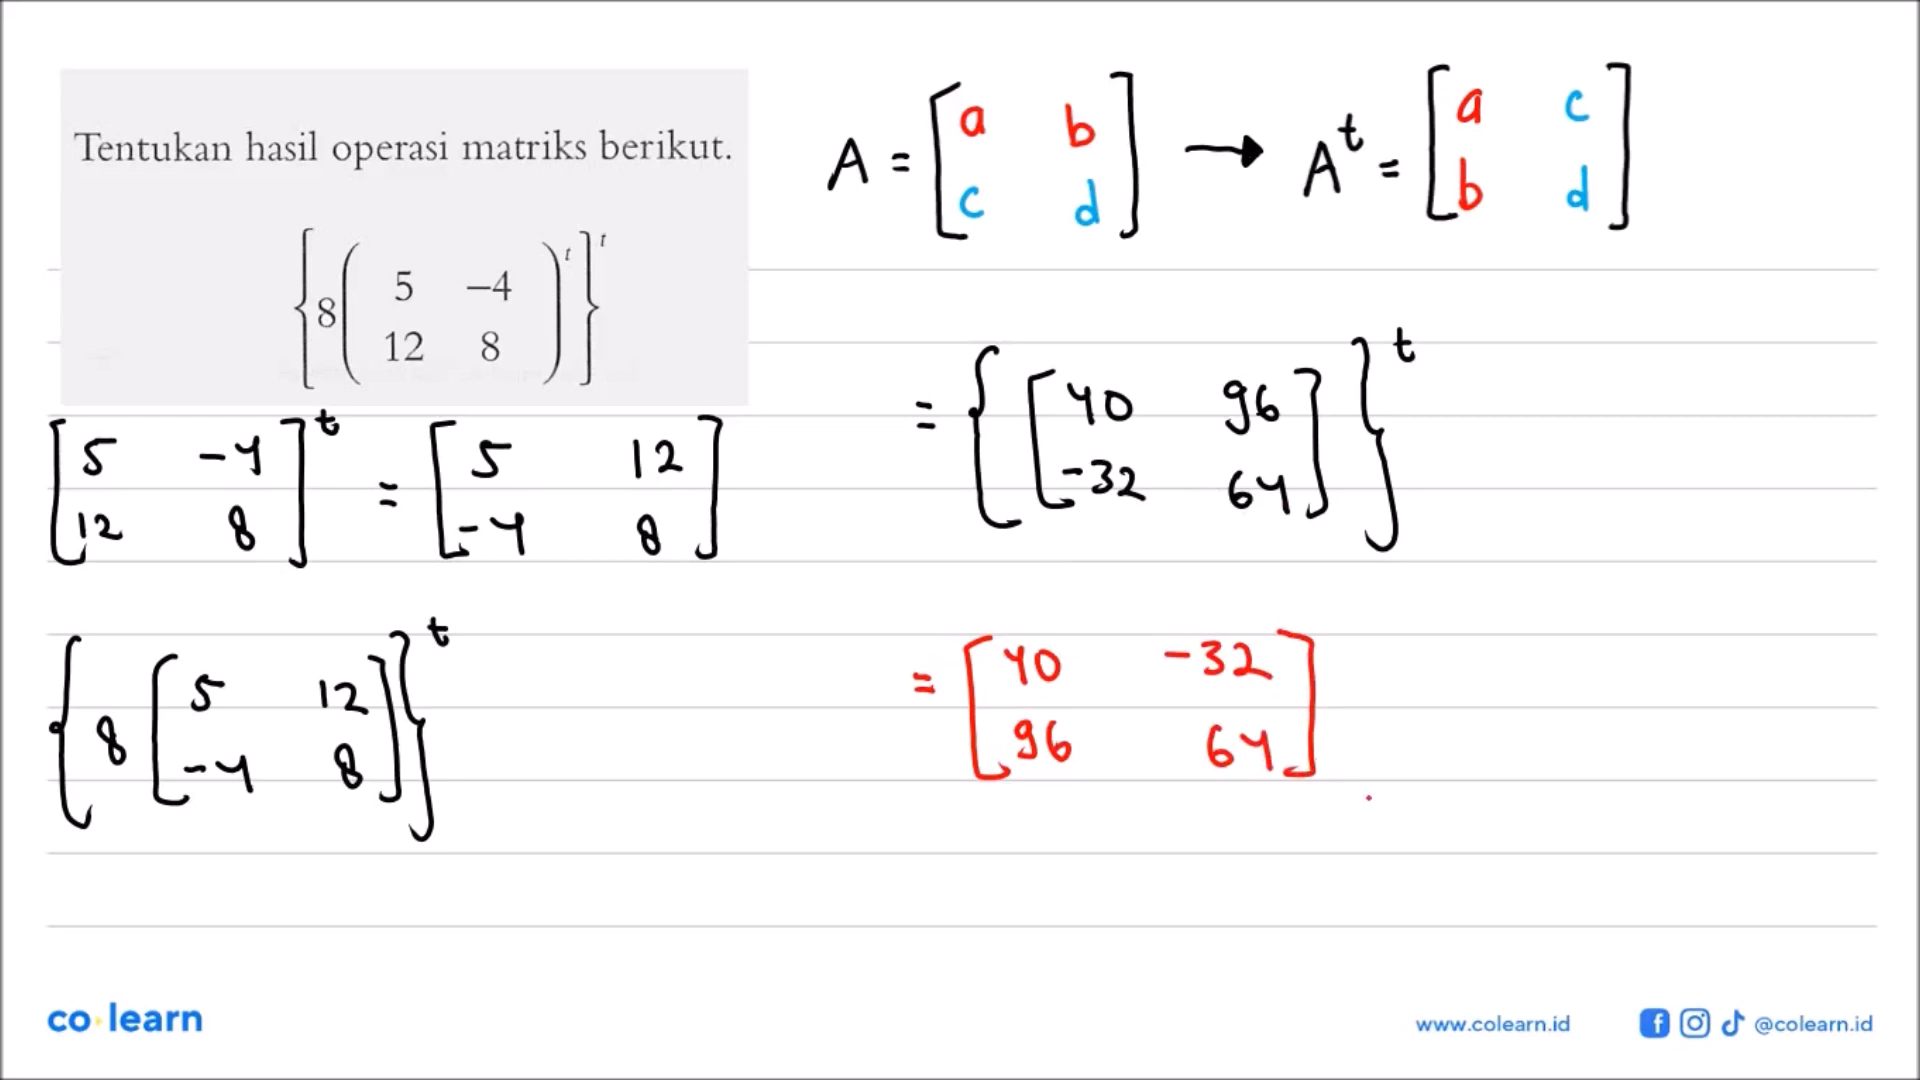 Tentukan hasil operasi matriks berikut.
{8(5 -4
12 8)^t}^t
A = [a b
c d] → A^t = [a c
b d]
[5 -4
12 8]^t = [5 12
-4 8]
{8 [5 12
-4 8]}^t
= {[40 96
-32 64]}^t
= [40 -32
96 64]
co learn
www.colearn.id
@colearn.id